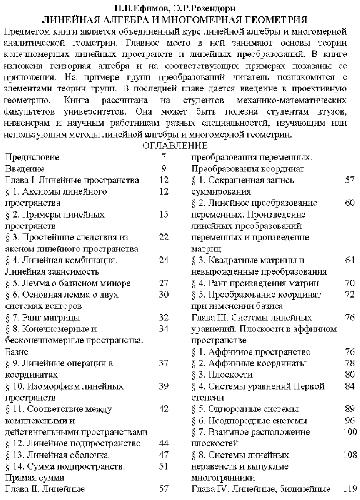 Н.В.Ефимов, Э.Р.Розендорн
ЛИНЕЙНАЯ АЛГЕБРА И МНОГОМЕРНАЯ ГЕОМЕТРИЯ
Предметом книги является объединенный курс линейной алгебры и многомерной
аналитической геометрии. Главное место в ней занимают основы теории
конечномерных линейных пространств и линейных преобразований. В книге
изложена тензорная алгебра и на соответствующих примерах показаны ее
приложения. На примере групп преобразований читатель познакомится с
элементами теории групп. В последней главе дается введение в проективную
геометрию. Книга рассчитана на студентов механико-математических
факультетов университетов. Она может быть полезна студентам втузов,
инженерам и научным работникам разных специальностей, изучающим или
использующим методы линейной алгебры и многомерной геометрии.
ОГЛАВЛЕНИЕ
Предисловие 7
Введение 9
Глава I. Линейные пространства 12
§ 1. Аксиомы линейного 12
пространства
§ 2. Примеры линейных 15
пространств
§ 3. Простейшие следствия из 22
аксиом линейного пространства
§ 4. Линейная комбинация. 24
Линейная зависимость
§ 5. Лемма о базисном миноре 27
§ 6. Основная лемма о двух 30
системах векторов
§ 7. Ранг матрицы 32
§ 8. Конечномерные и 34
бесконечномерные пространства.
Базис
§ 9. Линейные операции в 37
координатах
§ 10. Изоморфизм линейных 39
пространств
§ 11. Соответствие между 42
комплексными и
действительными пространствами
§ 12. Линейное подпространство 44
§ 13. Линейная оболочка 47
§ 14. Сумма подпространств. 51
Прямая сумма
Глава II. Линейные 57
преобразования переменных.
Преобразования координат
§ 1. Сокращенная запись 57
суммирования
§ 2. Линейное преобразование 60
переменных. Произведение
линейных преобразований
переменных и произведение
матриц
§ 3. Квадратные матрицы и 64
невырожденные преобразования
§ 4. Ранг произведения матриц 70
§ 5. Преобразование координат 72
при изменении базиса
Глава III. Системы линейных 76
уравнений. Плоскости в аффинном
пространстве
§ 1. Аффинное пространство 76
§ 2. Аффинные координаты 78
§ 3. Плоскости 80
§ 4. Системы уравнений первой 84
степени
§ 5. Однородные системы 89
§ 6. Неоднородные системы 96
§ 7. Взаимное расположение 100
плоскостей
§ 8. Системы линейных 108
неравенств и выпуклые
многогранники
Глава IV. Линейные, билинейные 119